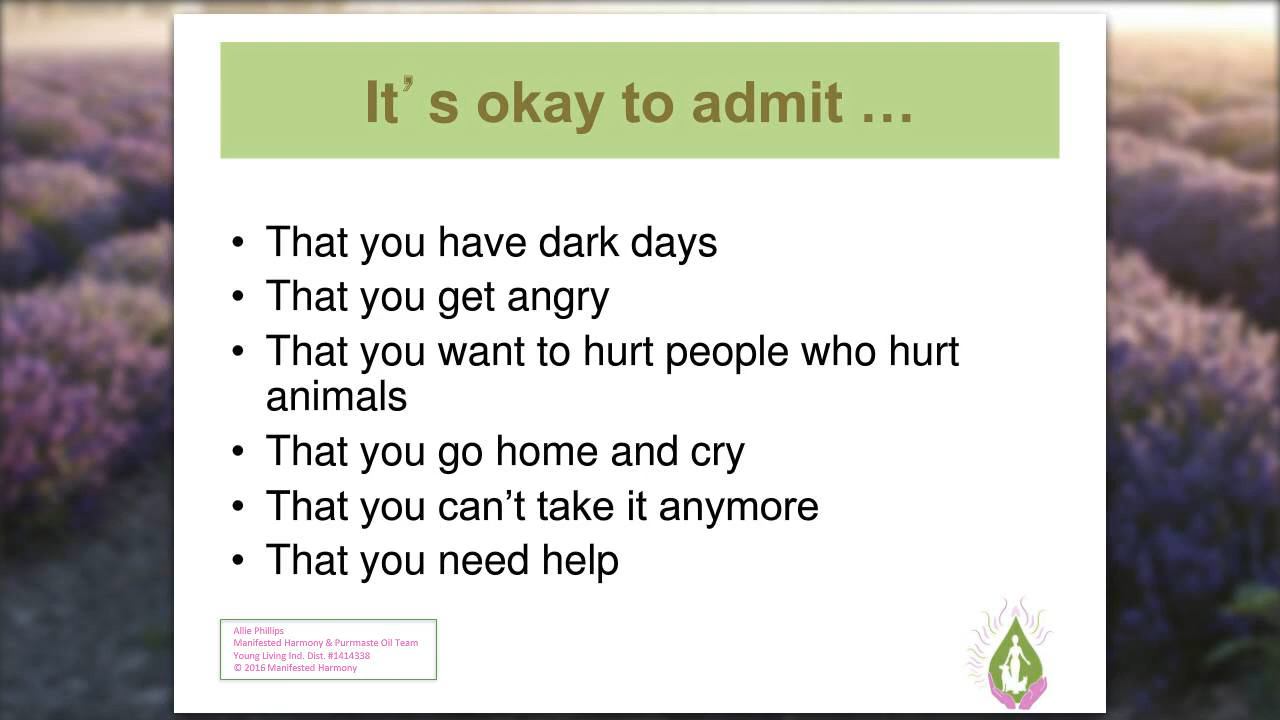 It’s okay to admit …
• That you have dark days
• That you get angry
• That you want to hurt people who hurt
animals
• That you go home and cry
• That you can’t take it anymore
• That you need help
Allie Phillips
Manifested Harmony & Purrmaste Oil Team
Young Living Ind. Dist. #1414338
© 2016 Manifested Harmony